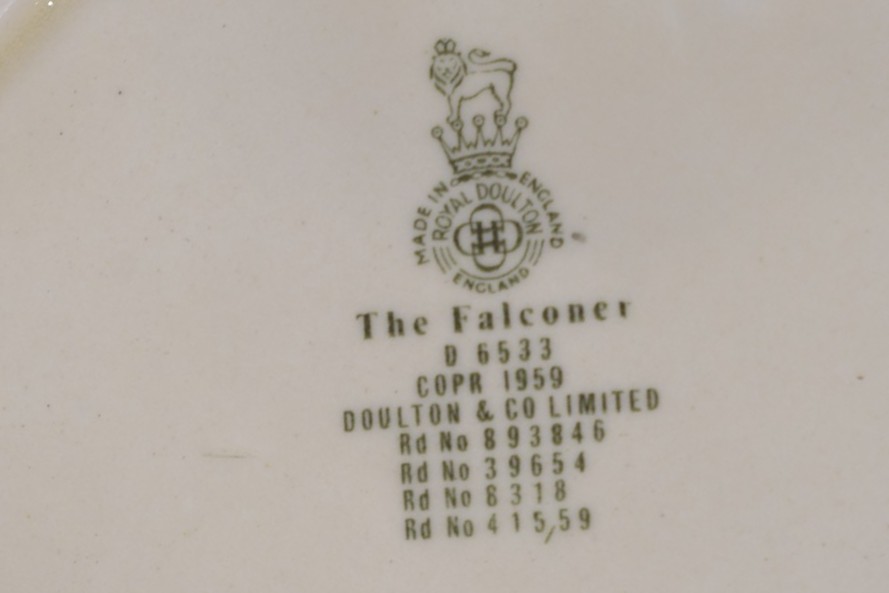 MADE IN ENGLAND
ROYAL DOULTON
ENGLAND
The Falconer
D 6533
COPR 1959
DOULTON & CO LIMITED
Rd No 893846
Rd No 39654
Rd No 8318
Rd No 415/59